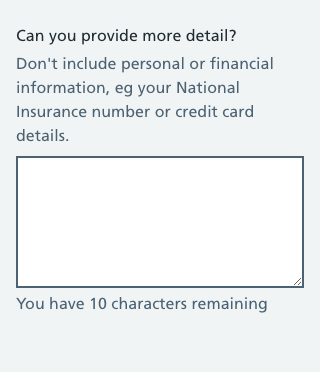 Can you provide more detail?
Don't include personal or financial
information, eg your National
Insurance number or credit card
details.
You have 10 characters remaining